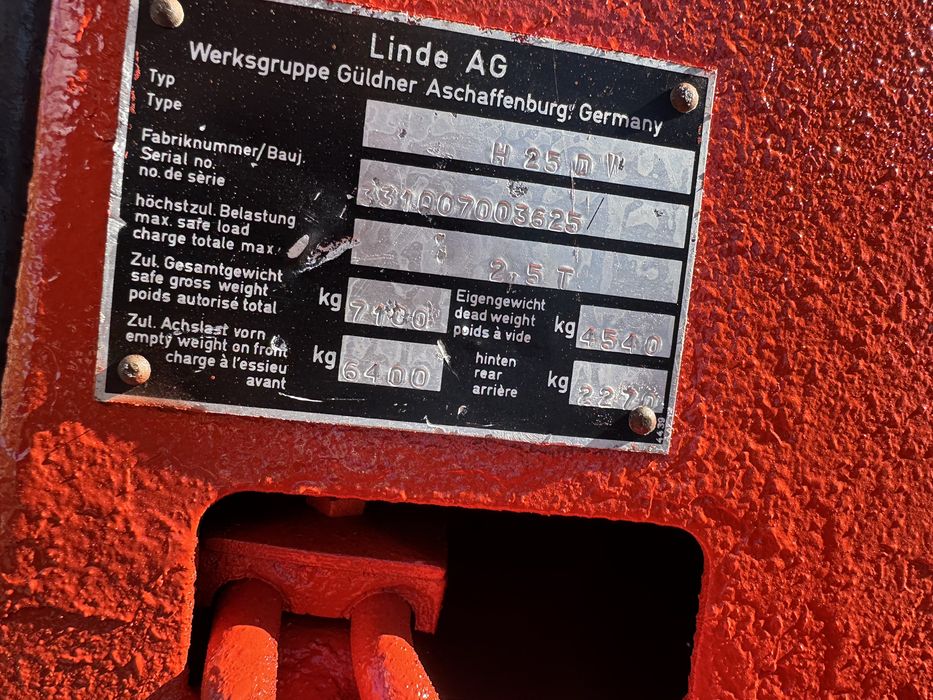 Linde AG
Werksgruppe Güldner Aschaffenburg, Germany
Typ
Type
H 25
Fabriknummer/Bauj.
Serial no.
no. de sèrie
331007003625/
höchstzul. Belastung
max. safe load
charge totale max.
2,5 T
Zul. Gesamtgewicht
safe gross weight
poids autorisé total
kg 7100
Eigengewicht
dead weight
poids à vide
kg 4540
Zul. Achslast vorn
empty weight on front
charge à l'essieu
avant
kg 6400
hinten
rear
arrière
kg 2270